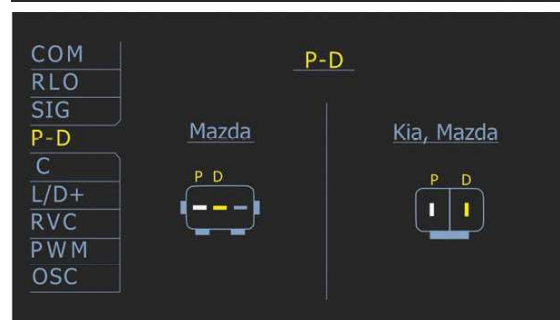 COM
RLO
SIG
P-D
C
L/D+
RVC
PWM
OSC
P-D
Mazda
P D
Kia, Mazda
P D